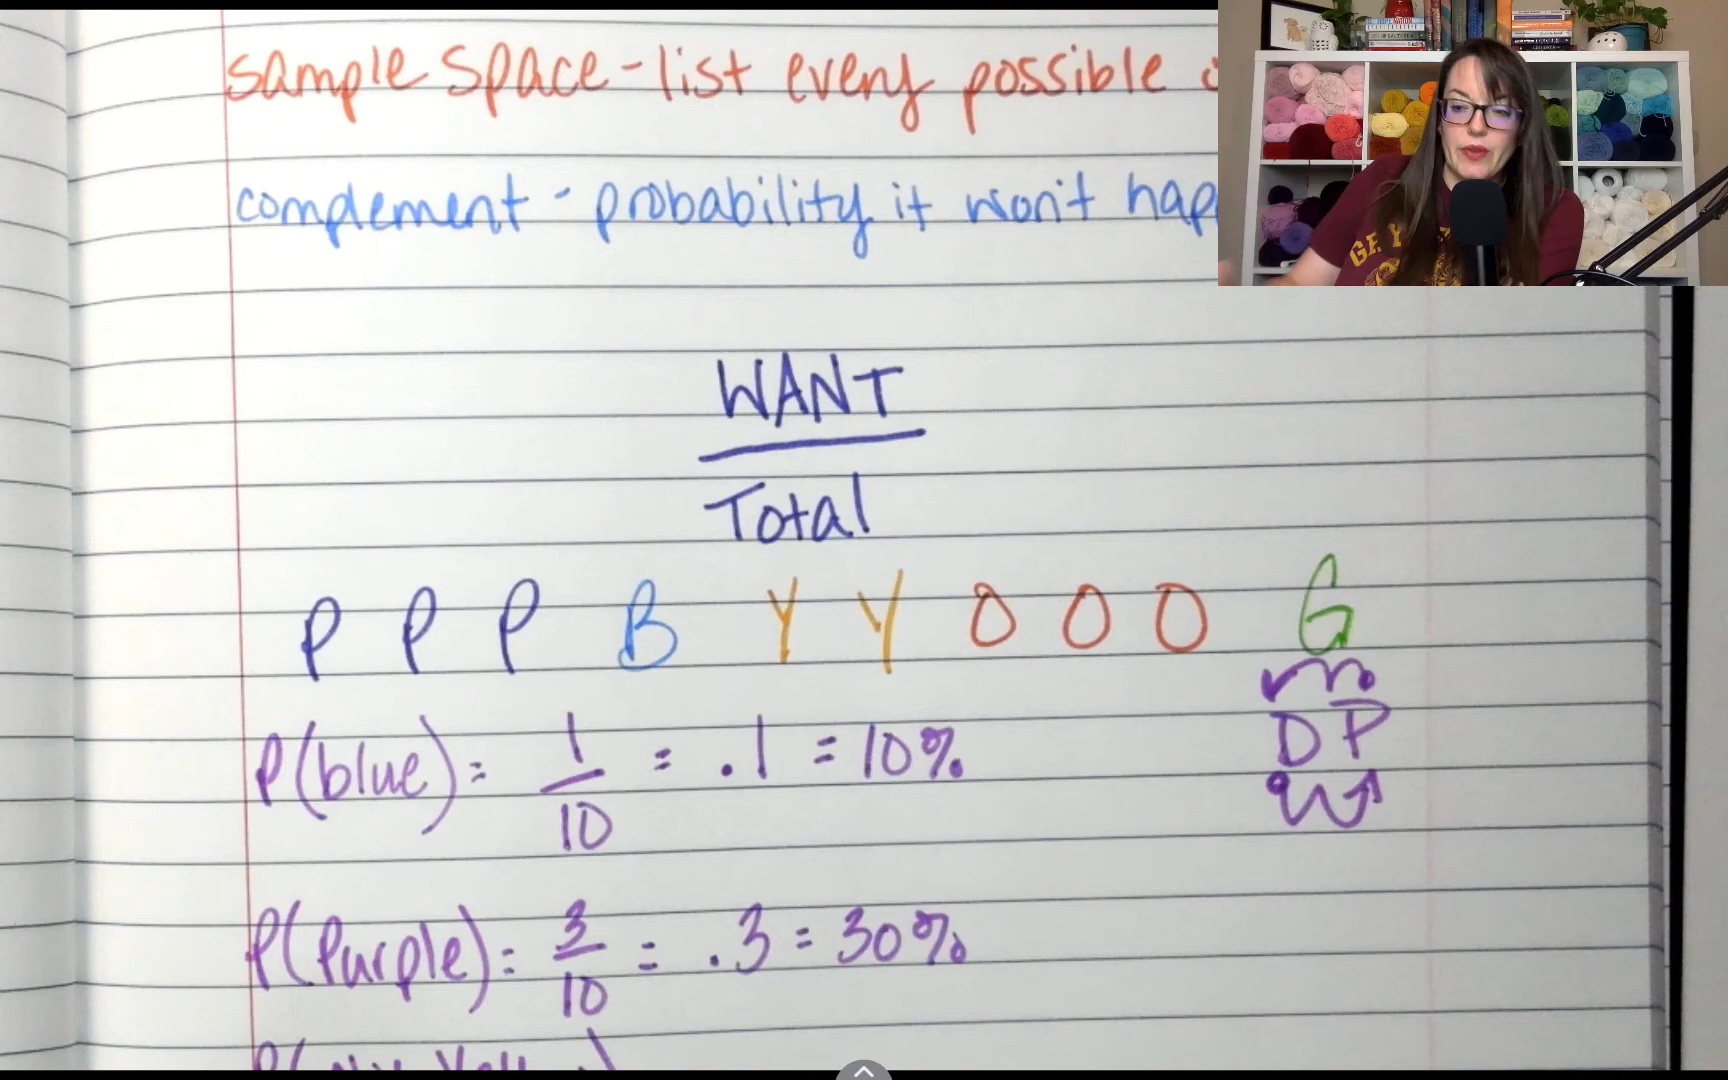 sample space - list every possible
complement - probability it won't hap
WANT
Total
P P P B Y Y O O O G
D P
P(blue) = 1/10 = .1 = 10%
P(Purple) = 3/10 = .3 = 30%